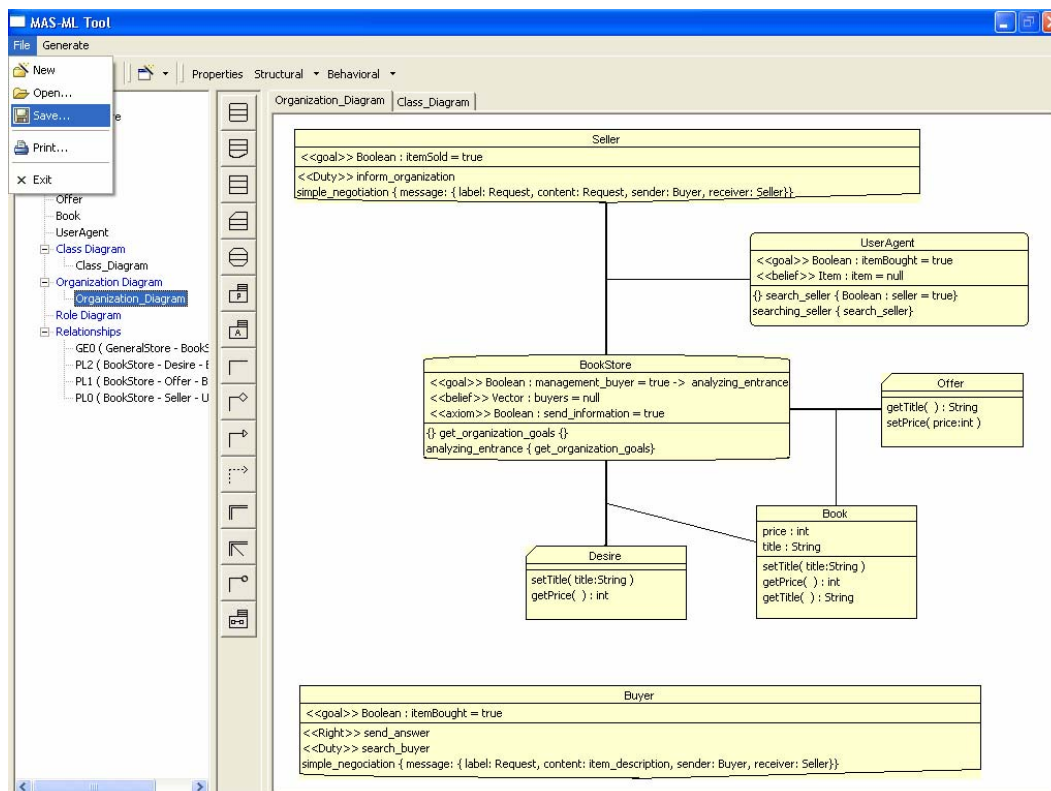 MAS-ML Tool
File Generate
New
Open...
Save...
Print...
Exit
Properties Structural Behavioral
Offer
Book
UserAgent
Class Diagram
Class_Diagram
Organization Diagram
Organization_Diagram
Role Diagram
Relationships
GE0 ( GeneralStore - BookS
PL2 ( BookStore - Desire - B
PL1 ( BookStore - Offer - B
PL0 ( BookStore - Seller - U
P
A
Organization_Diagram Class_Diagram
Seller
<<goal>> Boolean : itemSold = true
<<Duty>> inform_organization
simple_negotiation { message: { label: Request, content: Request, sender: Buyer, receiver: Seller}}
UserAgent
<<goal>> Boolean : itemBought = true
<<belief>> Item : item = null
{} search_seller { Boolean : seller = true}
searching_seller { search_seller}
BookStore
<<goal>> Boolean : management_buyer = true -> analyzing_entrance
<<belief>> Vector : buyers = null
<<axiom>> Boolean : send_information = true
{} get_organization_goals {}
analyzing_entrance { get_organization_goals}
Offer
getTitle( ) : String
setPrice( price:int )
Book
price : int
title : String
setTitle( title:String )
getPrice( ) : int
getTitle( ) : String
Desire
setTitle( title:String )
getPrice( ) : int
Buyer
<<goal>> Boolean : itemBought = true
<<Right>> send_answer
<<Duty>> search_buyer
simple_negociation { message: { label: Request, content: item_description, sender: Buyer, receiver: Seller}}